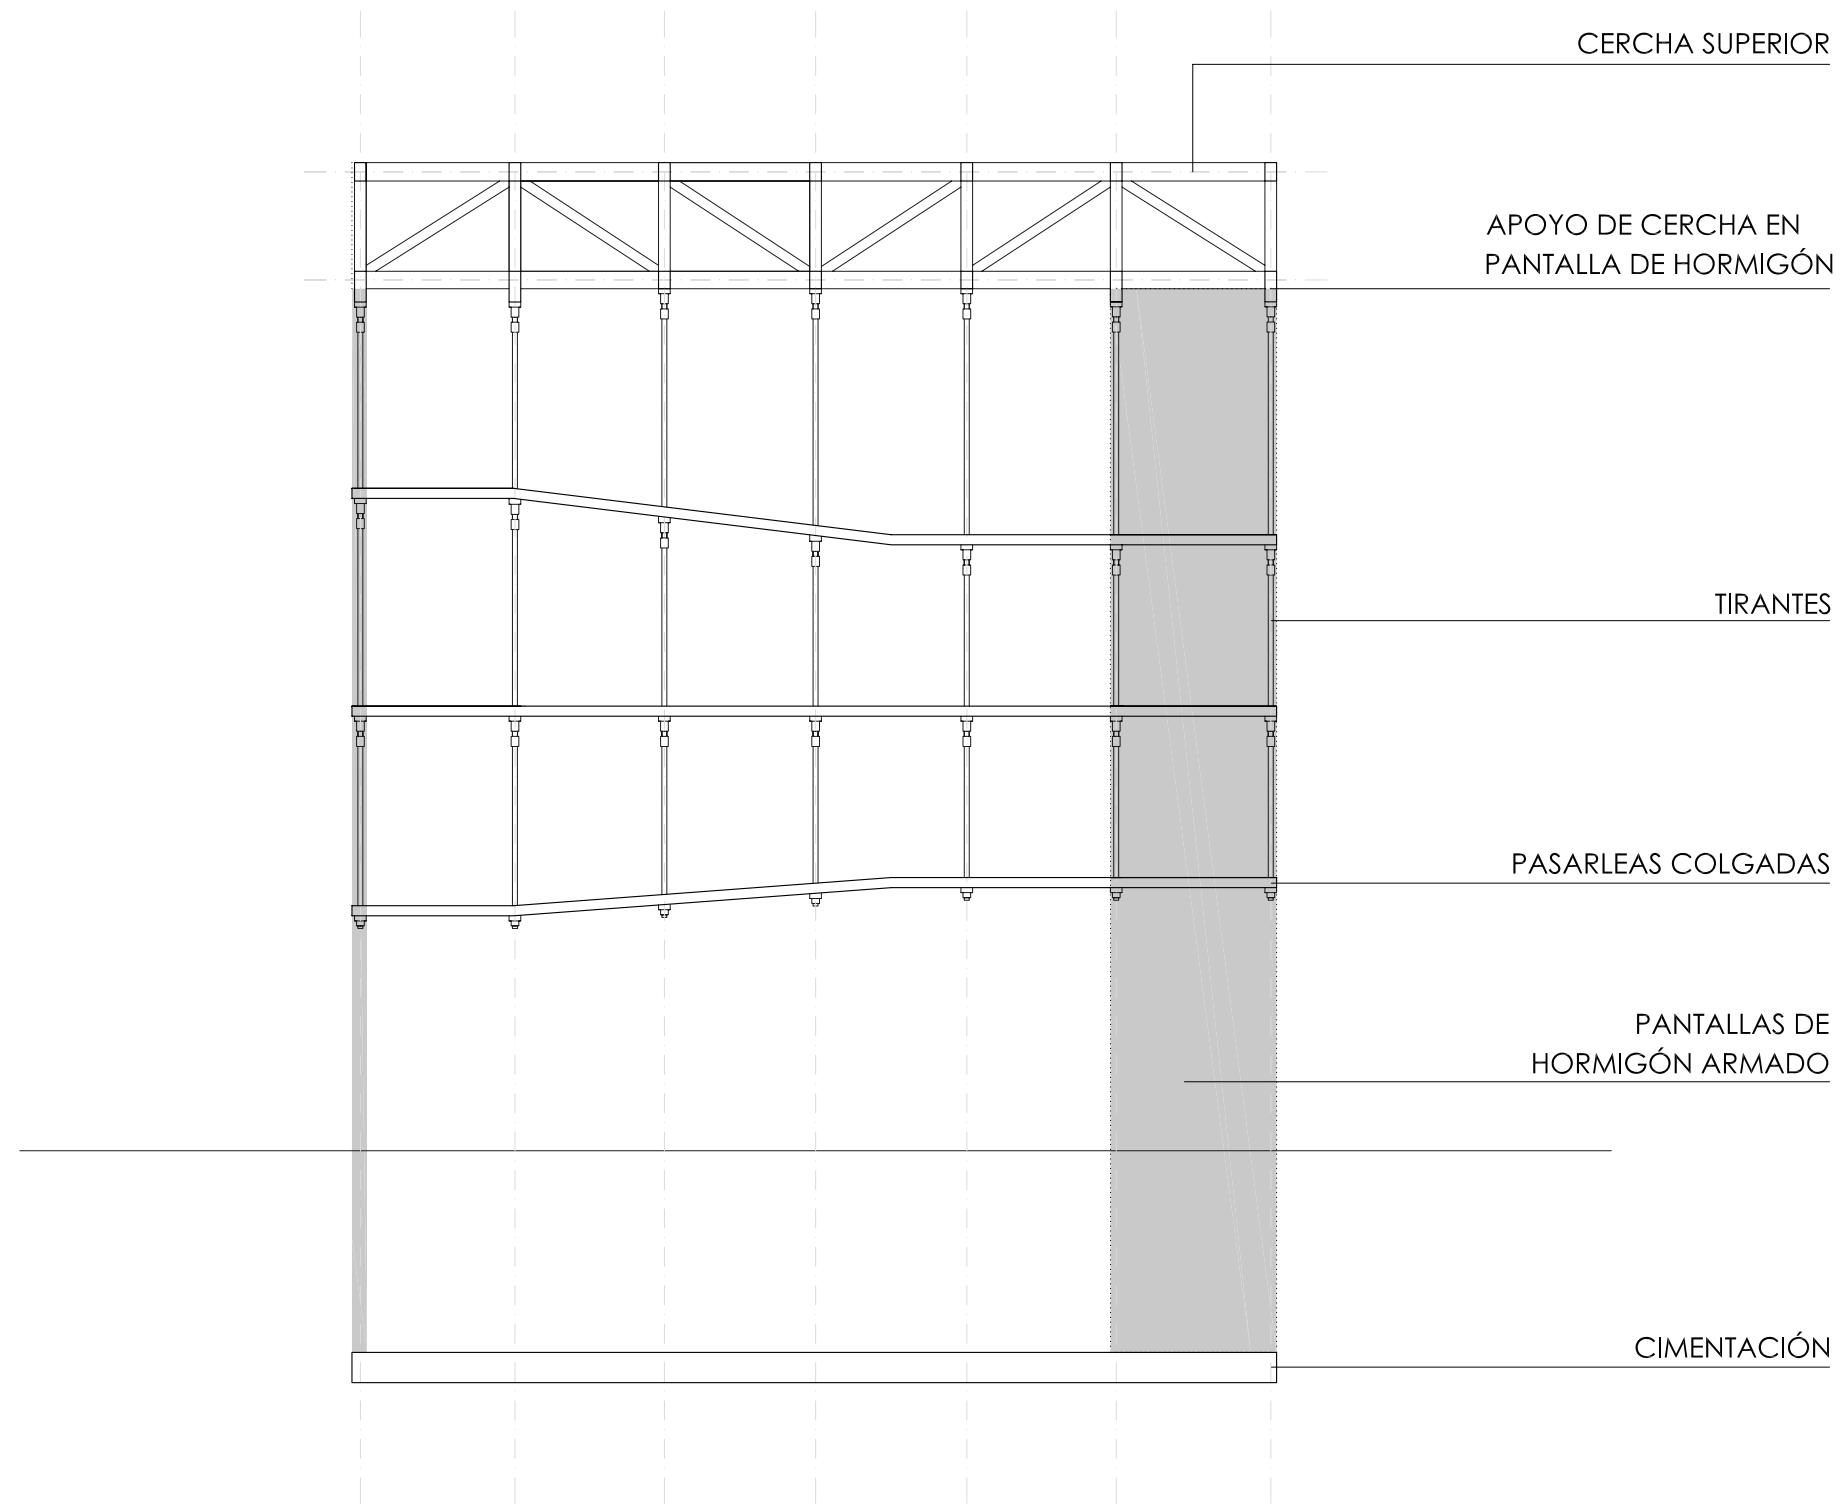 CERCHA SUPERIOR
APOYO DE CERCHA EN
PANTALLA DE HORMIGÓN
TIRANTES
PASARLEAS COLGADAS
PANTALLAS DE
HORMIGÓN ARMADO
CIMENTACIÓN